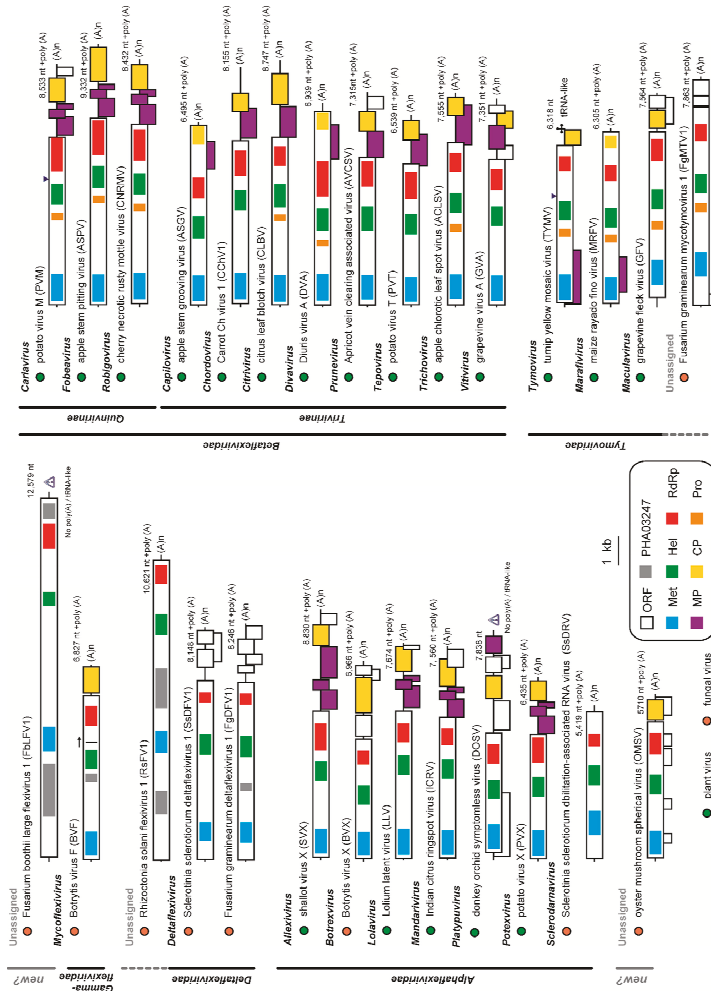 new?
Unassigned
Fusarium boothii large flexivirus 1 (FbLFV1)
12,579 nt
No poly(A) / tRNA-like
Gamma-
flexiviridae
Mycoflexivirus
Botrytis virus F (BVF)
6,827 nt +poly (A)
(A)n
Unassigned
Rhizoctonia solani flexivirus 1 (RsFV1)
10,621 nt +poly (A)
(A)n
Deltaflexiviridae
Deltaflexivirus
Sclerotinia sclerotiorum deltaflexivirus 1 (SsDFV1)
8,146 nt +poly (A)
(A)n
Fusarium graminearum deltaflexivirus 1 (FgDFV1)
8,246 nt +poly (A)
(A)n
Alphaflexiviridae
Allexivirus
shallot virus X (SVX)
8,830 nt +poly (A)
(A)n
Botrexvirus
Botrytis virus X (BVX)
6,966 nt +poly (A)
(A)n
Lolavirus
Lolium latent virus (LLV)
7,674 nt +poly (A)
(A)n
Mandarivirus
Indian citrus ringspot virus (ICRV)
7,560 nt +poly (A)
(A)n
Platypuvirus
donkey orchid symptomless virus (DOSV)
7,838 nt
No poly(A) / tRNA-like
Potexvirus
potato virus X (PVX)
6,435 nt +poly (A)
(A)n
Sclerodarnavirus
Sclerotinia sclerotiorum dbilitation-associated RNA virus (SsDRV)
5,419 nt +poly (A)
(A)n
new?
Unassigned
oyster mushroom spherical virus (OMSV)
5710 nt +poly (A)
(A)n
plant virus
fungal virus
Betaflexiviridae
Quinvirinae
Carlavirus
potato virus M (PVM)
8,533 nt +poly (A)
(A)n
Foveavirus
apple stem pitting virus (ASPV)
9,332 nt +poly (A)
(A)n
Robigovirus
cherry necrotic rusty mottle virus (CNRMV)
8,432 nt +poly (A)
(A)n
Trivirinae
Capilovirus
apple stem grooving virus (ASGV)
6,495 nt +poly (A)
(A)n
Chordovirus
Carrot Ch virus 1 (CChV1)
8,155 nt +poly (A)
(A)n
Citrivirus
citrus leaf blotch virus (CLBV)
8,747 nt +poly (A)
(A)n
Divavirus
Diuris virus A (DVA)
6,939 nt +poly (A)
(A)n
Prunevirus
Apricot vein clearing associated virus (AVCSV)
7,315nt +poly (A)
(A)n
Tepovirus
potato virus T (PVT)
6,539 nt +poly (A)
(A)n
Trichovirus
apple chlorotic leaf spot virus (ACLSV)
7,555 nt +poly (A)
(A)n
Vitivirus
grapevine virus A (GVA)
7,351 nt +poly (A)
(A)n
Tymoviridae
Tymovirus
turnip yellow mosaic virus (TYMV)
6,318 nt
tRNA-like
Marafivirus
maize rayado fino virus (MRFV)
6,305 nt +poly (A)
(A)n
Maculavirus
grapevine fleck virus (GFV)
7,564 nt +poly (A)
(A)n
Unassigned
Fusarium graminearum mycotymovirus 1 (FgMTV1)
7,863 nt +poly (A)
(A)n
1 kb
ORF
PHA03247
Met
Hel
RdRp
MP
CP
Pro